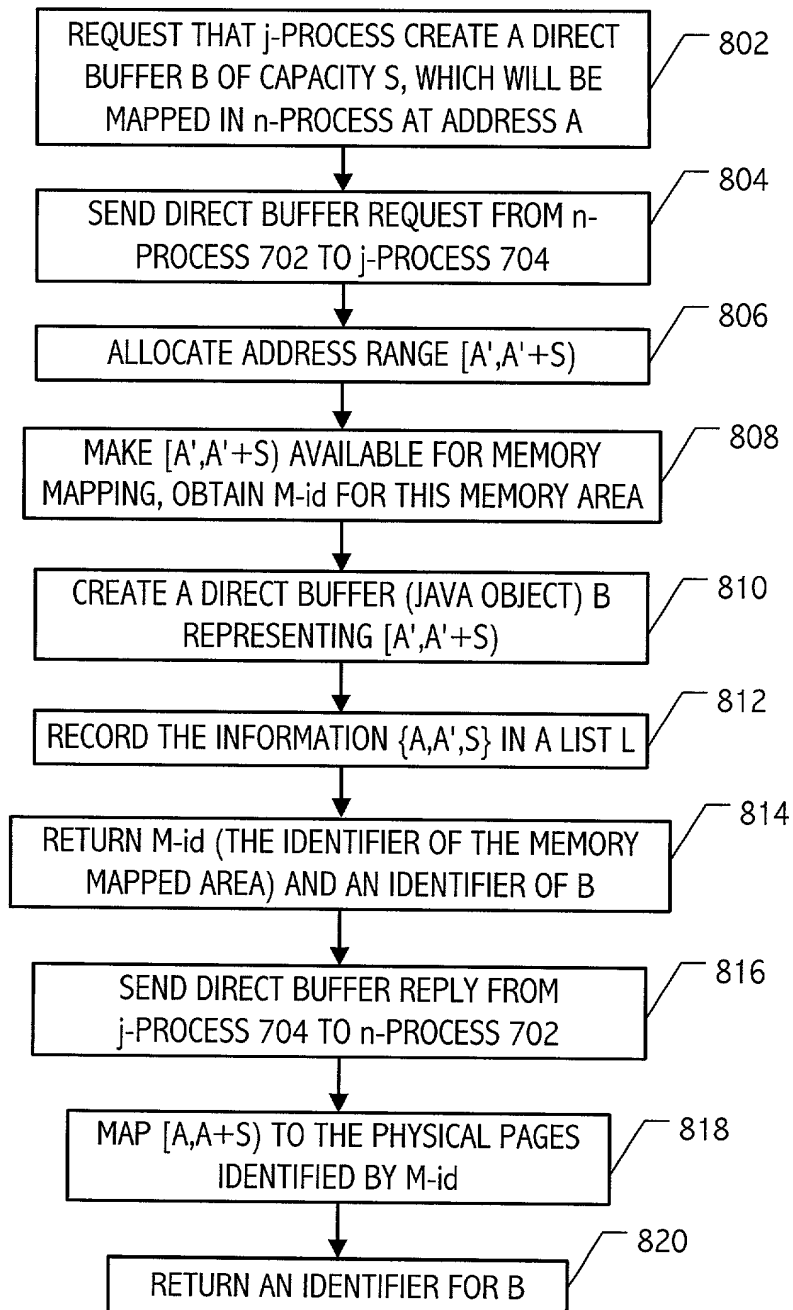 REQUEST THAT j-PROCESS CREATE A DIRECT
BUFFER B OF CAPACITY S, WHICH WILL BE
MAPPED IN n-PROCESS AT ADDRESS A
802
SEND DIRECT BUFFER REQUEST FROM n-
PROCESS 702 TO j-PROCESS 704
804
ALLOCATE ADDRESS RANGE [A',A'+S)
806
MAKE [A',A'+S) AVAILABLE FOR MEMORY
MAPPING, OBTAIN M-id FOR THIS MEMORY AREA
808
CREATE A DIRECT BUFFER (JAVA OBJECT) B
REPRESENTING [A',A'+S)
810
RECORD THE INFORMATION {A,A',S} IN A LIST L
812
RETURN M-id (THE IDENTIFIER OF THE MEMORY
MAPPED AREA) AND AN IDENTIFIER OF B
814
SEND DIRECT BUFFER REPLY FROM
j-PROCESS 704 TO n-PROCESS 702
816
MAP [A,A+S) TO THE PHYSICAL PAGES
IDENTIFIED BY M-id
818
RETURN AN IDENTIFIER FOR B
820